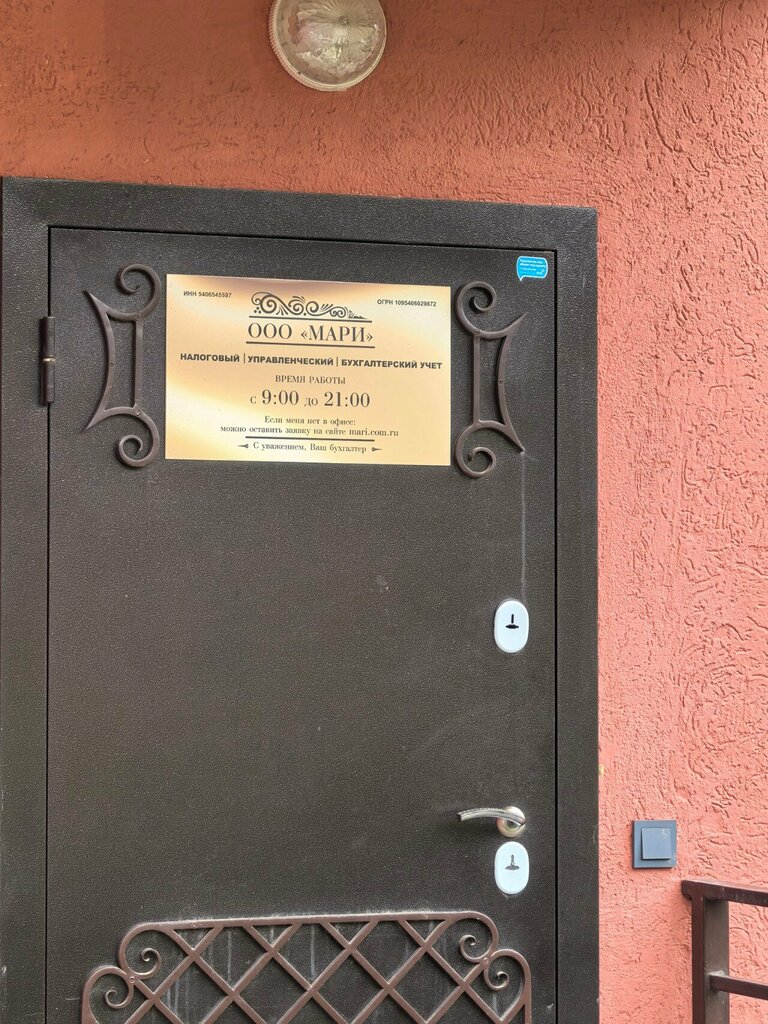 ИНН 5406545597
ОГРН 1095406029872
ООО «МАРИ»
НАЛОГОВЫЙ | УПРАВЛЕНЧЕСКИЙ | БУХГАЛТЕРСКИЙ УЧЕТ
ВРЕМЯ РАБОТЫ
с 9:00 до 21:00
Если меня нет в офисе:
можно оставить заявку на сайте mari.com.ru
С уважением, Ваш бухгалтер